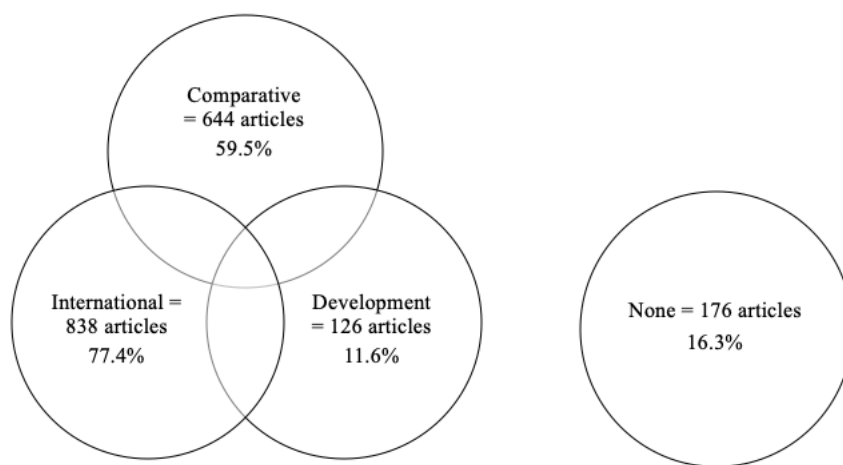 Comparative
= 644 articles
59.5%
International =
838 articles
77.4%
Development
= 126 articles
11.6%
None = 176 articles
16.3%